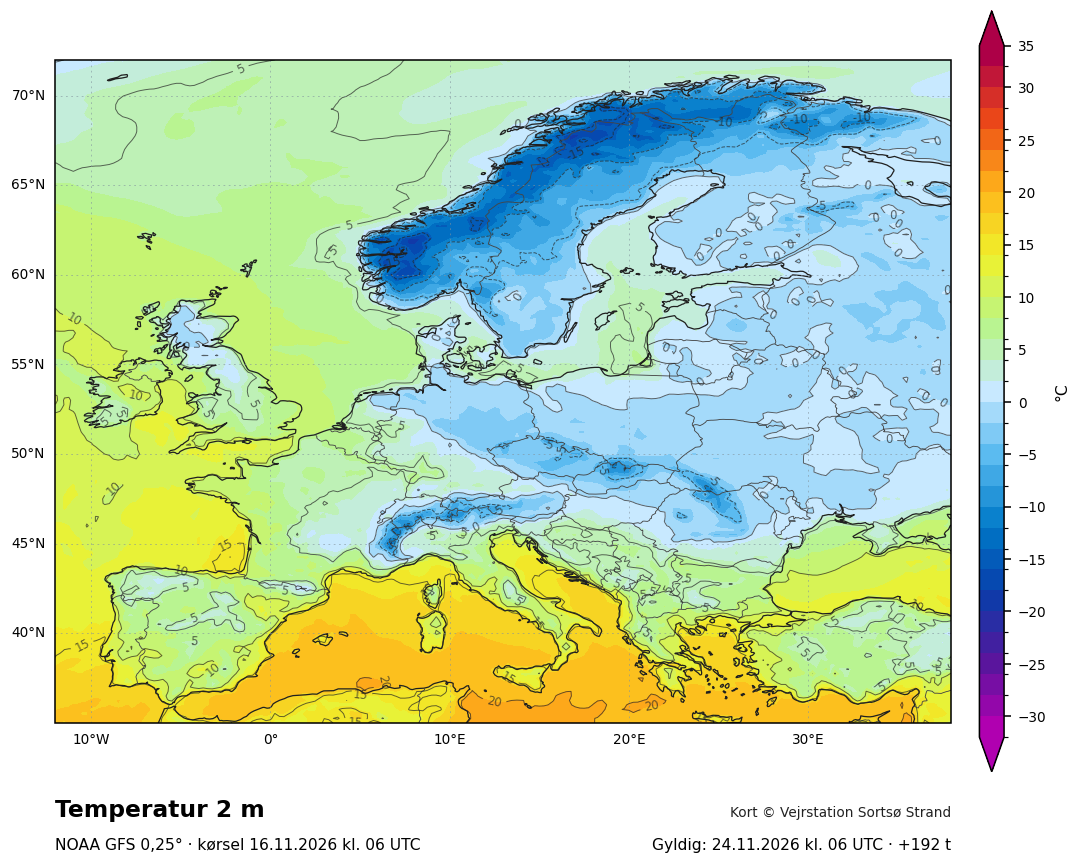 70°N
65°N
60°N
55°N
50°N
45°N
40°N
10°W 0° 10°E 20°E 30°E
35
30
25
20
15
10
5
0
−5
−10
−15
−20
−25
−30
°C
Temperatur 2 m
Kort © Vejrstation Sortsø Strand
NOAA GFS 0,25° · kørsel 16.11.2026 kl. 06 UTC
Gyldig: 24.11.2026 kl. 06 UTC · +192 t